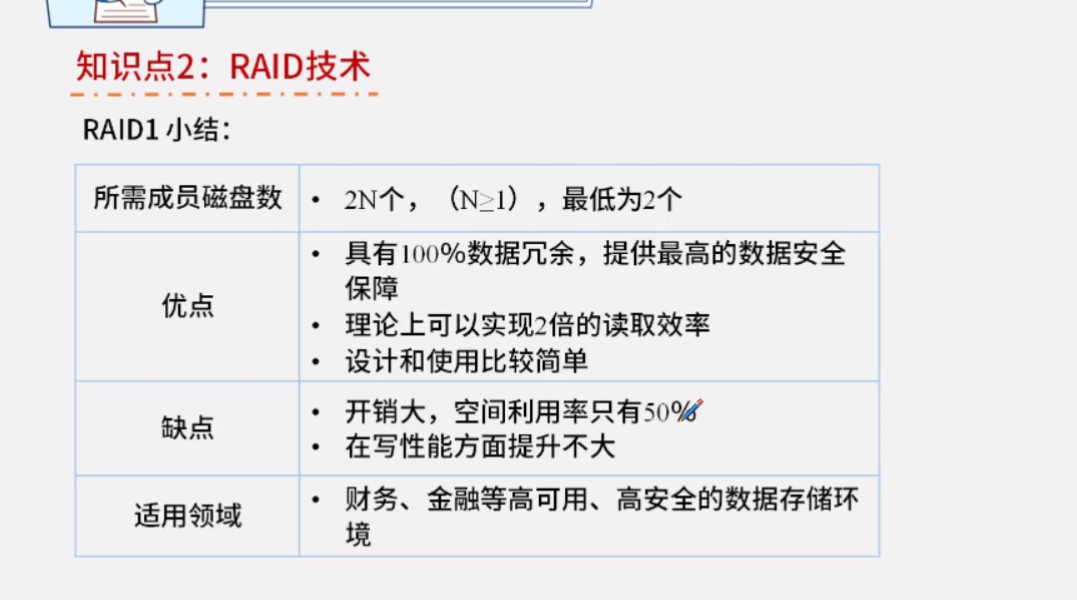 知识点2：RAID技术
RAID1 小结：
所需成员磁盘数
• 2N个，（N≥1），最低为2个
优点
• 具有100%数据冗余，提供最高的数据安全
保障
• 理论上可以实现2倍的读取效率
• 设计和使用比较简单
缺点
• 开销大，空间利用率只有50%
• 在写性能方面提升不大
适用领域
• 财务、金融等高可用、高安全的数据存储环
境